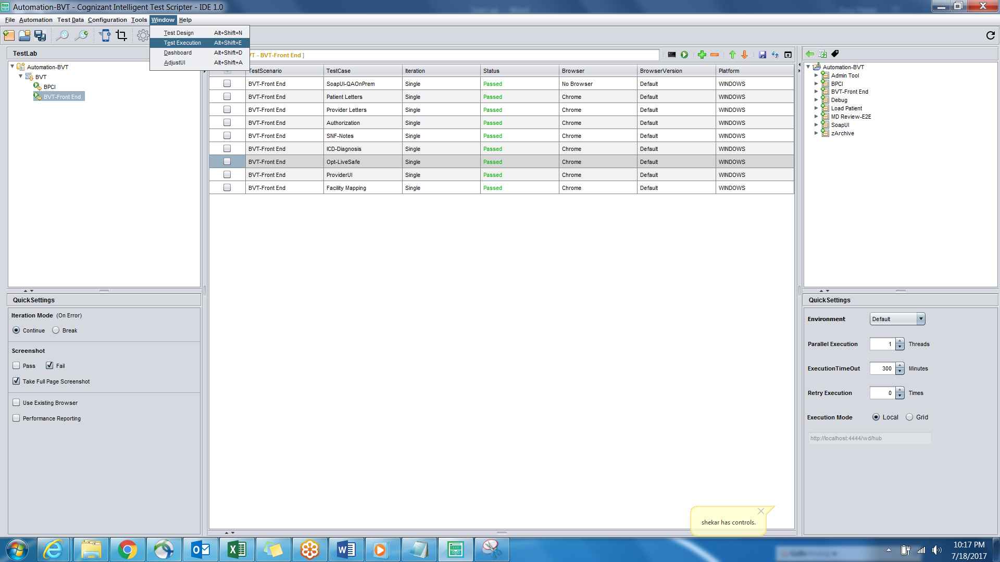 Automation-BVT - Cognizant Intelligent Test Scripter - IDE 1.0
File Automation Test Data Configuration Tools Window Help
Test Design Alt+Shift+N
Test Execution Alt+Shift+E
Dashboard Alt+Shift+D
AdjustUI Alt+Shift+A
TestLab
Automation-BVT
BVT
BPCI
BVT-Front End
VT - BVT-Front End ]
TestScenario TestCase Iteration Status Browser BrowserVersion Platform
BVT-Front End SoapUI-QAOnPrem Single Passed No Browser Default WINDOWS
BVT-Front End Patient Letters Single Passed Chrome Default WINDOWS
BVT-Front End Provider Letters Single Passed Chrome Default WINDOWS
BVT-Front End Authorization Single Passed Chrome Default WINDOWS
BVT-Front End SNF-Notes Single Passed Chrome Default WINDOWS
BVT-Front End ICD-Diagnosis Single Passed Chrome Default WINDOWS
BVT-Front End Opt-LiveSafe Single Passed Chrome Default WINDOWS
BVT-Front End ProviderUI Single Passed Chrome Default WINDOWS
BVT-Front End Facility Mapping Single Passed Chrome Default WINDOWS
Automation-BVT
Admin Tool
BPCI
BVT-Front End
Debug
Load Patient
MD Review-E2E
SoapUI
zArchive
QuickSettings
Iteration Mode (On Error)
Continue Break
Screenshot
Pass Fail
Take Full Page Screenshot
Use Existing Browser
Performance Reporting
QuickSettings
Environment Default
Parallel Execution 1 Threads
ExecutionTimeOut 300 Minutes
Retry Execution 0 Times
Execution Mode Local Grid
http://localhost:4444/wd/hub
shekar has controls.
10:17 PM
7/18/2017